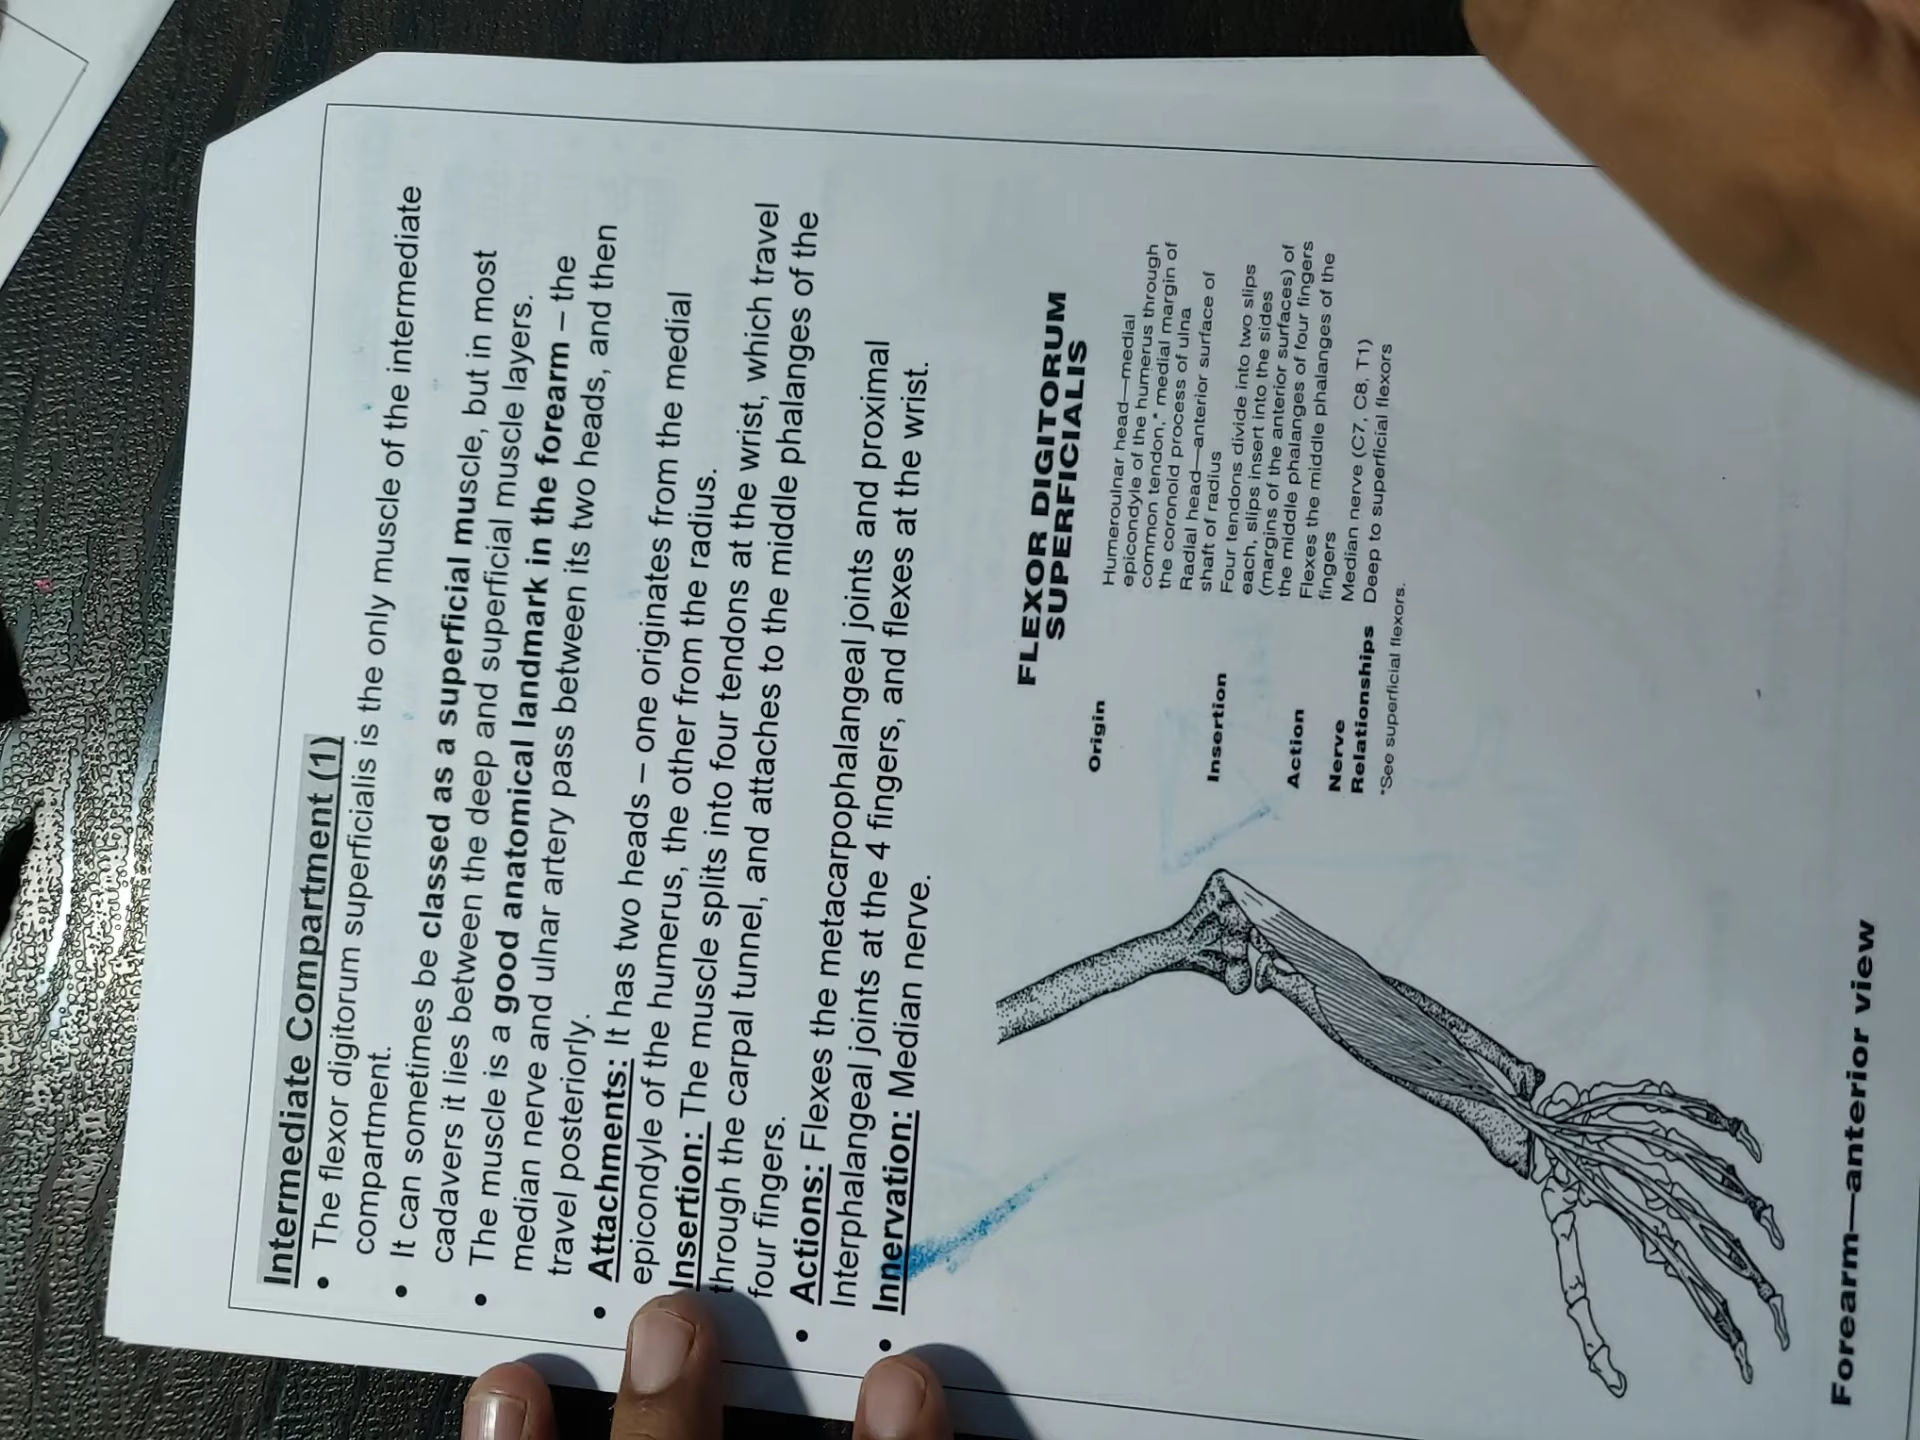 Intermediate Compartment (1)
• The flexor digitorum superficialis is the only muscle of the intermediate
compartment.
• It can sometimes be classed as a superficial muscle, but in most
cadavers it lies between the deep and superficial muscle layers.
• The muscle is a good anatomical landmark in the forearm – the
median nerve and ulnar artery pass between its two heads, and then
travel posteriorly.
• Attachments: It has two heads – one originates from the medial
epicondyle of the humerus, the other from the radius.
Insertion: The muscle splits into four tendons at the wrist, which travel
through the carpal tunnel, and attaches to the middle phalanges of the
four fingers.
• Actions: Flexes the metacarpophalangeal joints and proximal
Interphalangeal joints at the 4 fingers, and flexes at the wrist.
• Innervation: Median nerve.
FLEXOR DIGITORUM
SUPERFICIALIS
Origin
Humeroulnar head—medial
epicondyle of the humerus through
common tendon,* medial margin of
the coronoid process of ulna
Radial head—anterior surface of
shaft of radius
Insertion
Four tendons divide into two slips
each, slips insert into the sides
(margins of the anterior surfaces) of
the middle phalanges of four fingers
Action
Flexes the middle phalanges of the
fingers
Nerve
Median nerve (C7, C8, T1)
Relationships
Deep to superficial flexors
*See superficial flexors.
Forearm—anterior view